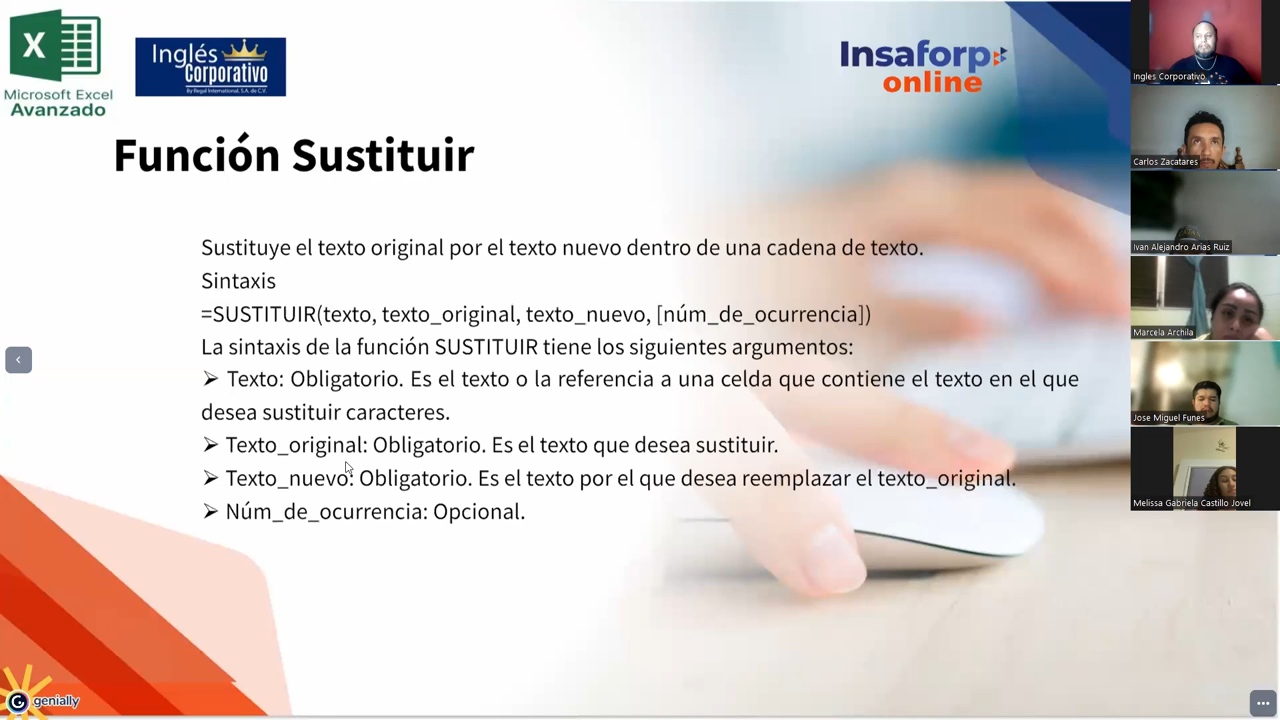 X
Microsoft Excel
Avanzado
Inglés
Corporativo
By Regal International, S.A. de C.V.
Insaforp
online
Función Sustituir
Sustituye el texto original por el texto nuevo dentro de una cadena de texto.
Sintaxis
=SUSTITUIR(texto, texto_original, texto_nuevo, [núm_de_ocurrencia])
La sintaxis de la función SUSTITUIR tiene los siguientes argumentos:
➢ Texto: Obligatorio. Es el texto o la referencia a una celda que contiene el texto en el que
desea sustituir caracteres.
➢ Texto_original: Obligatorio. Es el texto que desea sustituir.
➢ Texto_nuevo: Obligatorio. Es el texto por el que desea reemplazar el texto_original.
➢ Núm_de_ocurrencia: Opcional.
genially
Ingles Corporativo
Carlos Zacatares
Ivan Alejandro Arias Ruiz
Marcela Archila
Jose Miguel Funes
Melissa Gabriela Castillo Jovel